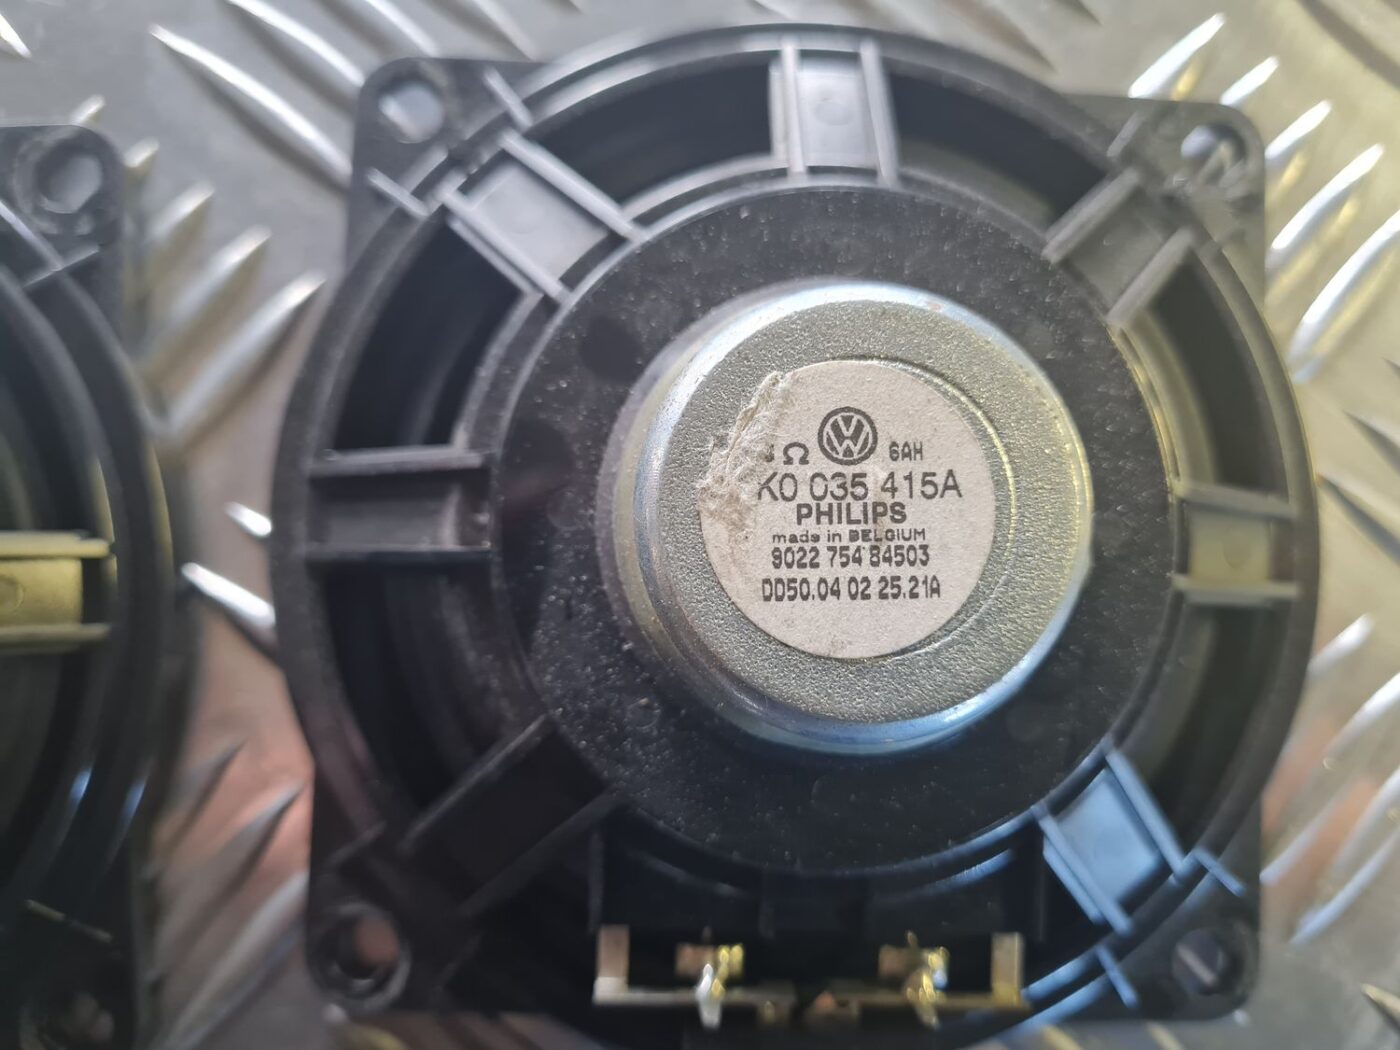 Ω 6AH
K0 035 415A
PHILIPS
made in BELGIUM
9022 754 84503
DD50.04 02 25.21A